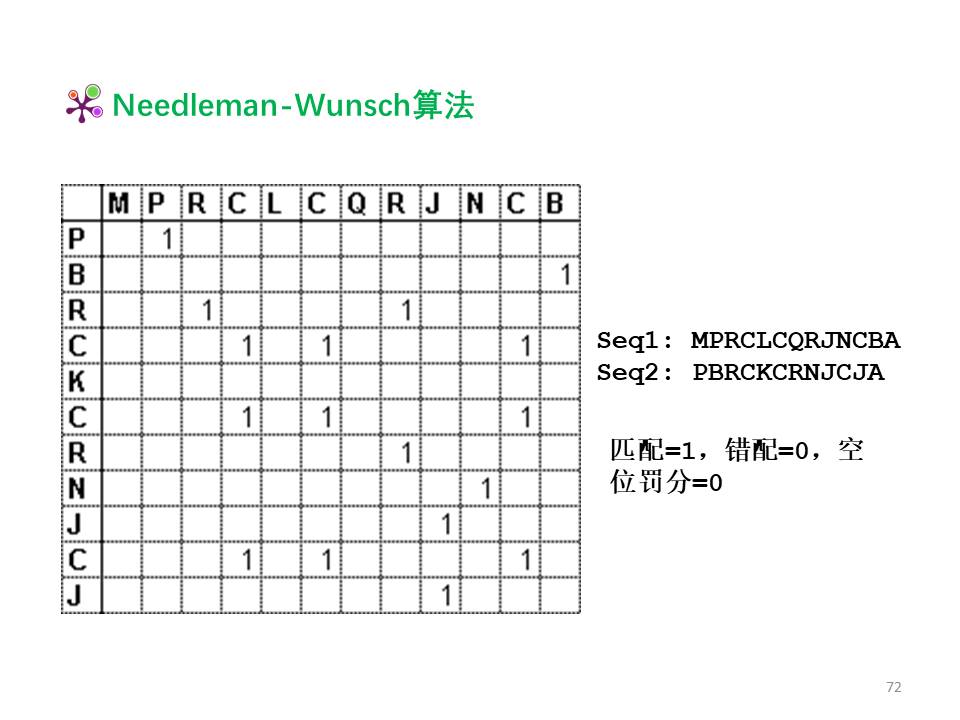 Needleman-Wunsch算法
M P R C L C Q R J N C B
P 1
B 1
R 1 1
C 1 1 1
K
C 1 1 1
R 1
N 1
J 1
C 1 1 1
J 1
Seq1: MPRCLCQRJNCBA
Seq2: PBRCKCRNJCJA
匹配=1，错配=0，空
位罚分=0
72